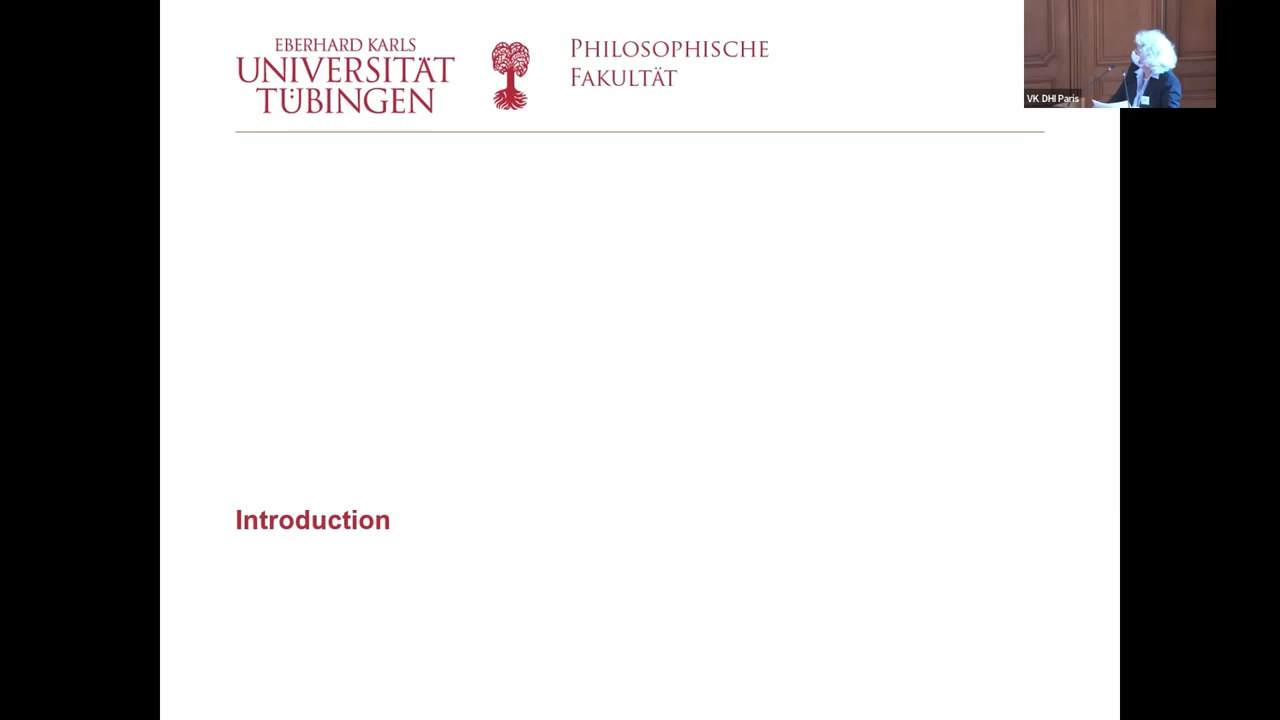 EBERHARD KARLS
UNIVERSITÄT
TÜBINGEN
PHILOSOPHISCHE
FAKULTÄT
VK DHI Paris
Introduction